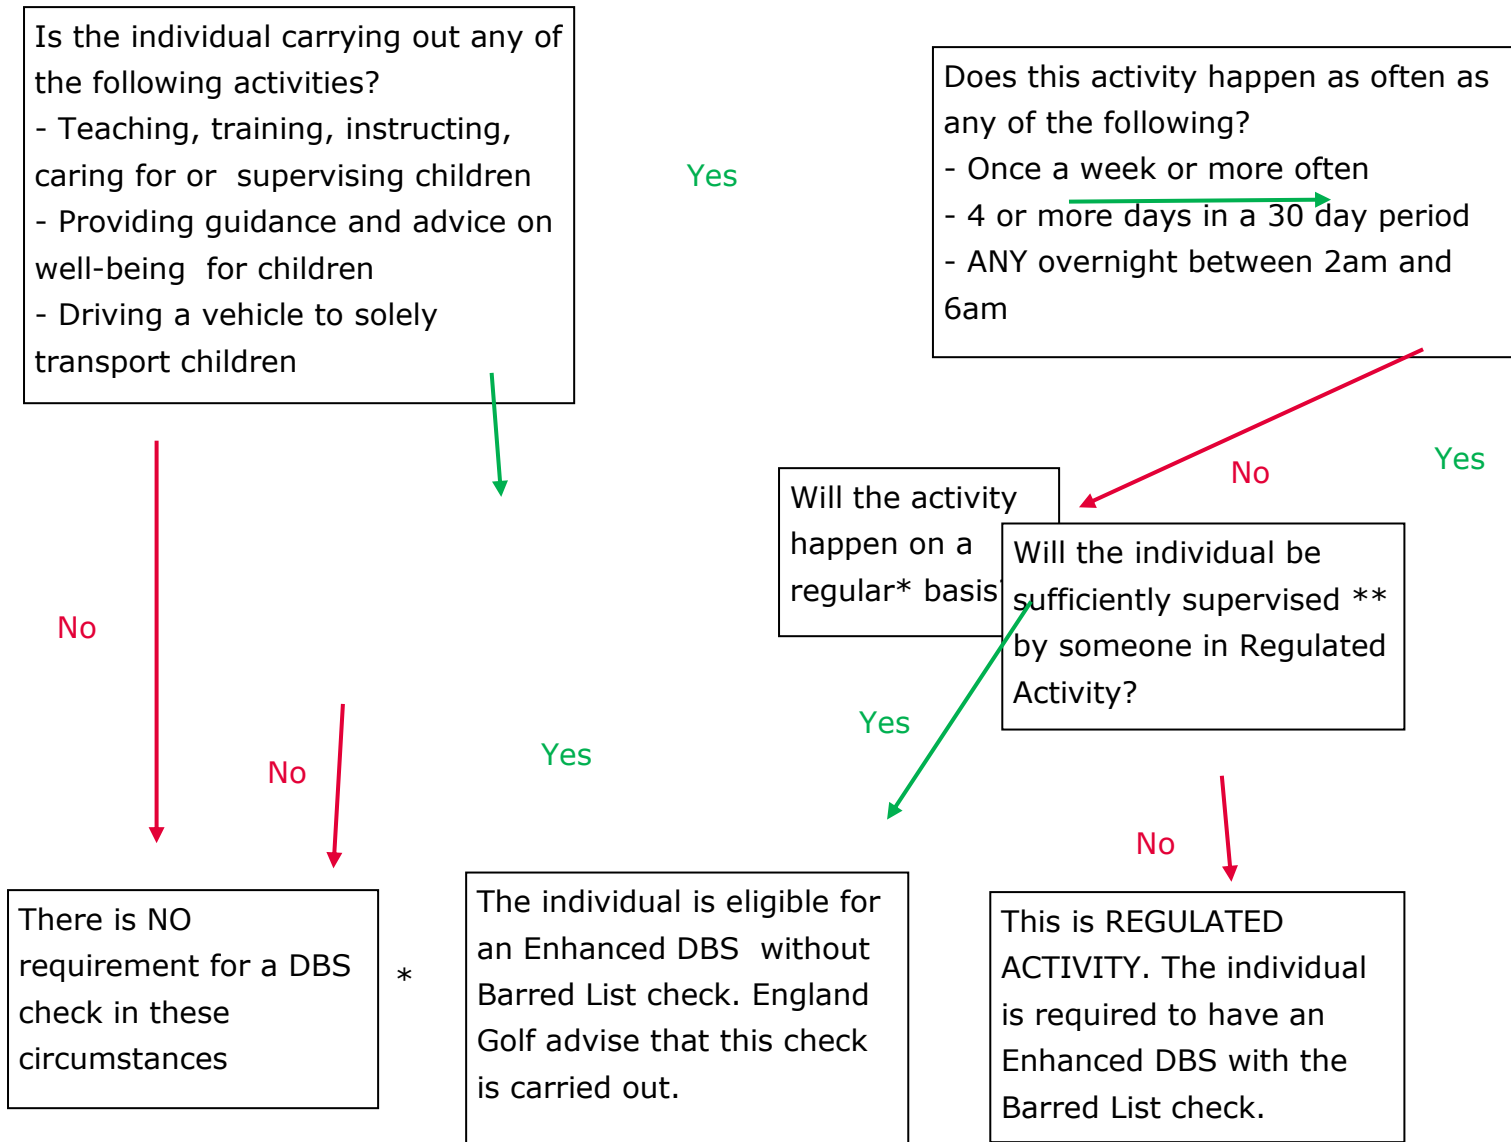 Is the individual carrying out any of
the following activities?
- Teaching, training, instructing,
caring for or supervising children
- Providing guidance and advice on
well-being for children
- Driving a vehicle to solely
transport children
Yes
Does this activity happen as often as
any of the following?
- Once a week or more often
- 4 or more days in a 30 day period
- ANY overnight between 2am and
6am
No
Yes
Will the activity
happen on a
regular* basis?
Will the individual be
sufficiently supervised **
by someone in Regulated
Activity?
No
No
Yes
Yes
No
There is NO
requirement for a DBS
check in these
circumstances
*
The individual is eligible for
an Enhanced DBS without
Barred List check. England
Golf advise that this check
is carried out.
This is REGULATED
ACTIVITY. The individual
is required to have an
Enhanced DBS with the
Barred List check.